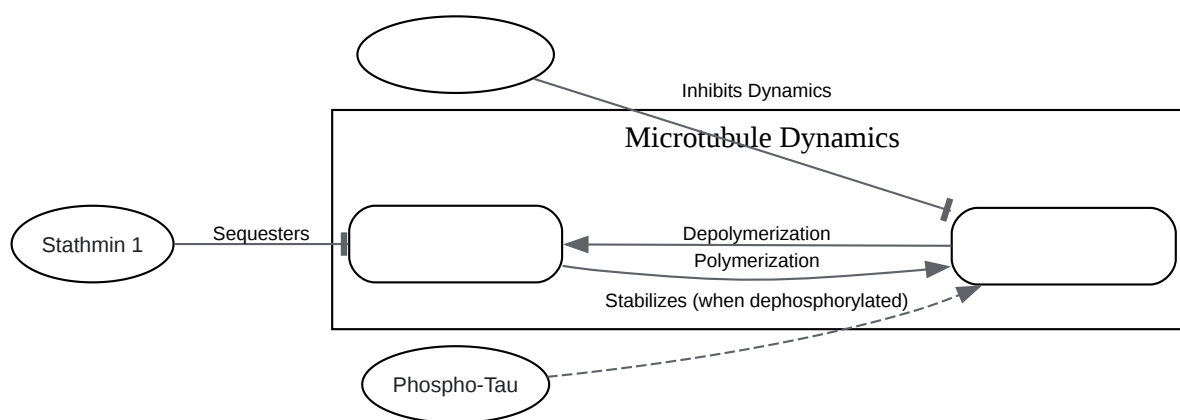 Inhibits Dynamics
Microtubule Dynamics
Stathmin 1
Sequesters
Depolymerization
Polymerization
Stabilizes (when dephosphorylated)
Phospho-Tau